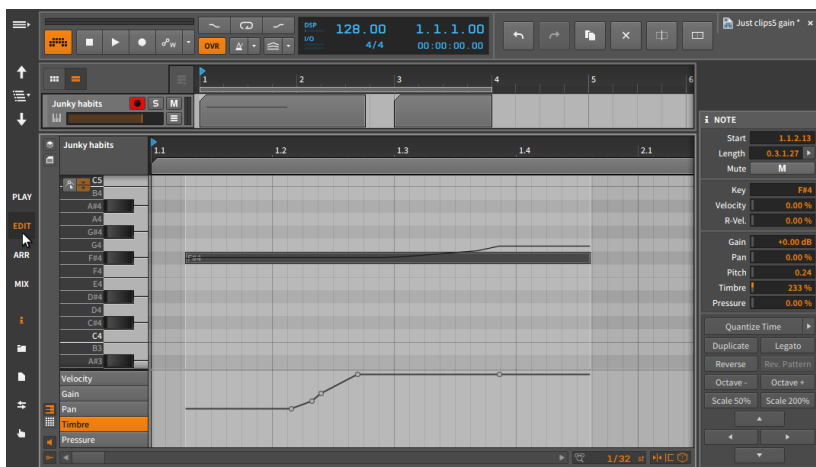 DSP
128.00
1.1.1.00
I/O
4/4
00:00:00.00
OVR
W
Just clips5 gain *
×
1
2
3
4
5
6
Junky habits
S
M
Junky habits
1.1
1.2
1.3
1.4
2.1
C5
B4
A#4
A4
G#4
G4
F#4
F#4
F4
E4
D#4
D4
C#4
C4
B3
A#3
Velocity
Gain
Pan
Timbre
Pressure
1/32
st
PLAY
EDIT
ARR
MIX
i
i NOTE
Start 1.1.2.13
Length 0.3.1.27
Mute M
Key F#4
Velocity 0.00 %
R-Vel. 0.00 %
Gain +0.00 dB
Pan 0.00 %
Pitch 0.24
Timbre 233 %
Pressure 0.00 %
Quantize Time
Duplicate Legato
Reverse Rev. Pattern
Octave - Octave +
Scale 50% Scale 200%